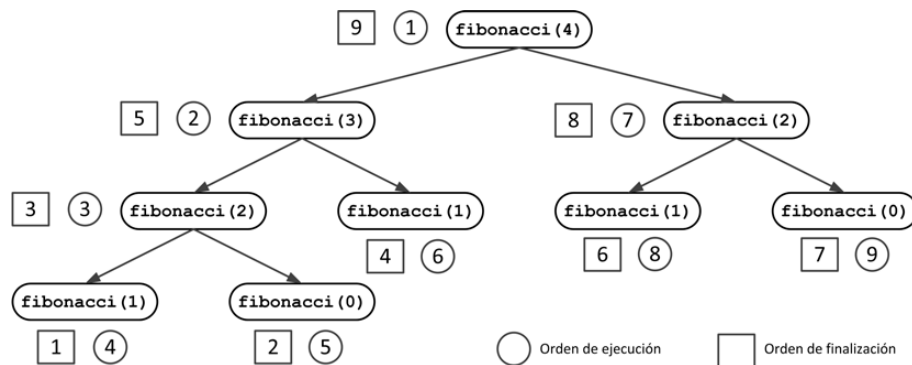 9 1 fibonacci(4)
5 2 fibonacci(3) 8 7 fibonacci(2)
3 3 fibonacci(2) fibonacci(1) fibonacci(1) fibonacci(0)
4 6 6 8 7 9
fibonacci(1) fibonacci(0)
1 4 2 5 Orden de ejecución Orden de finalización